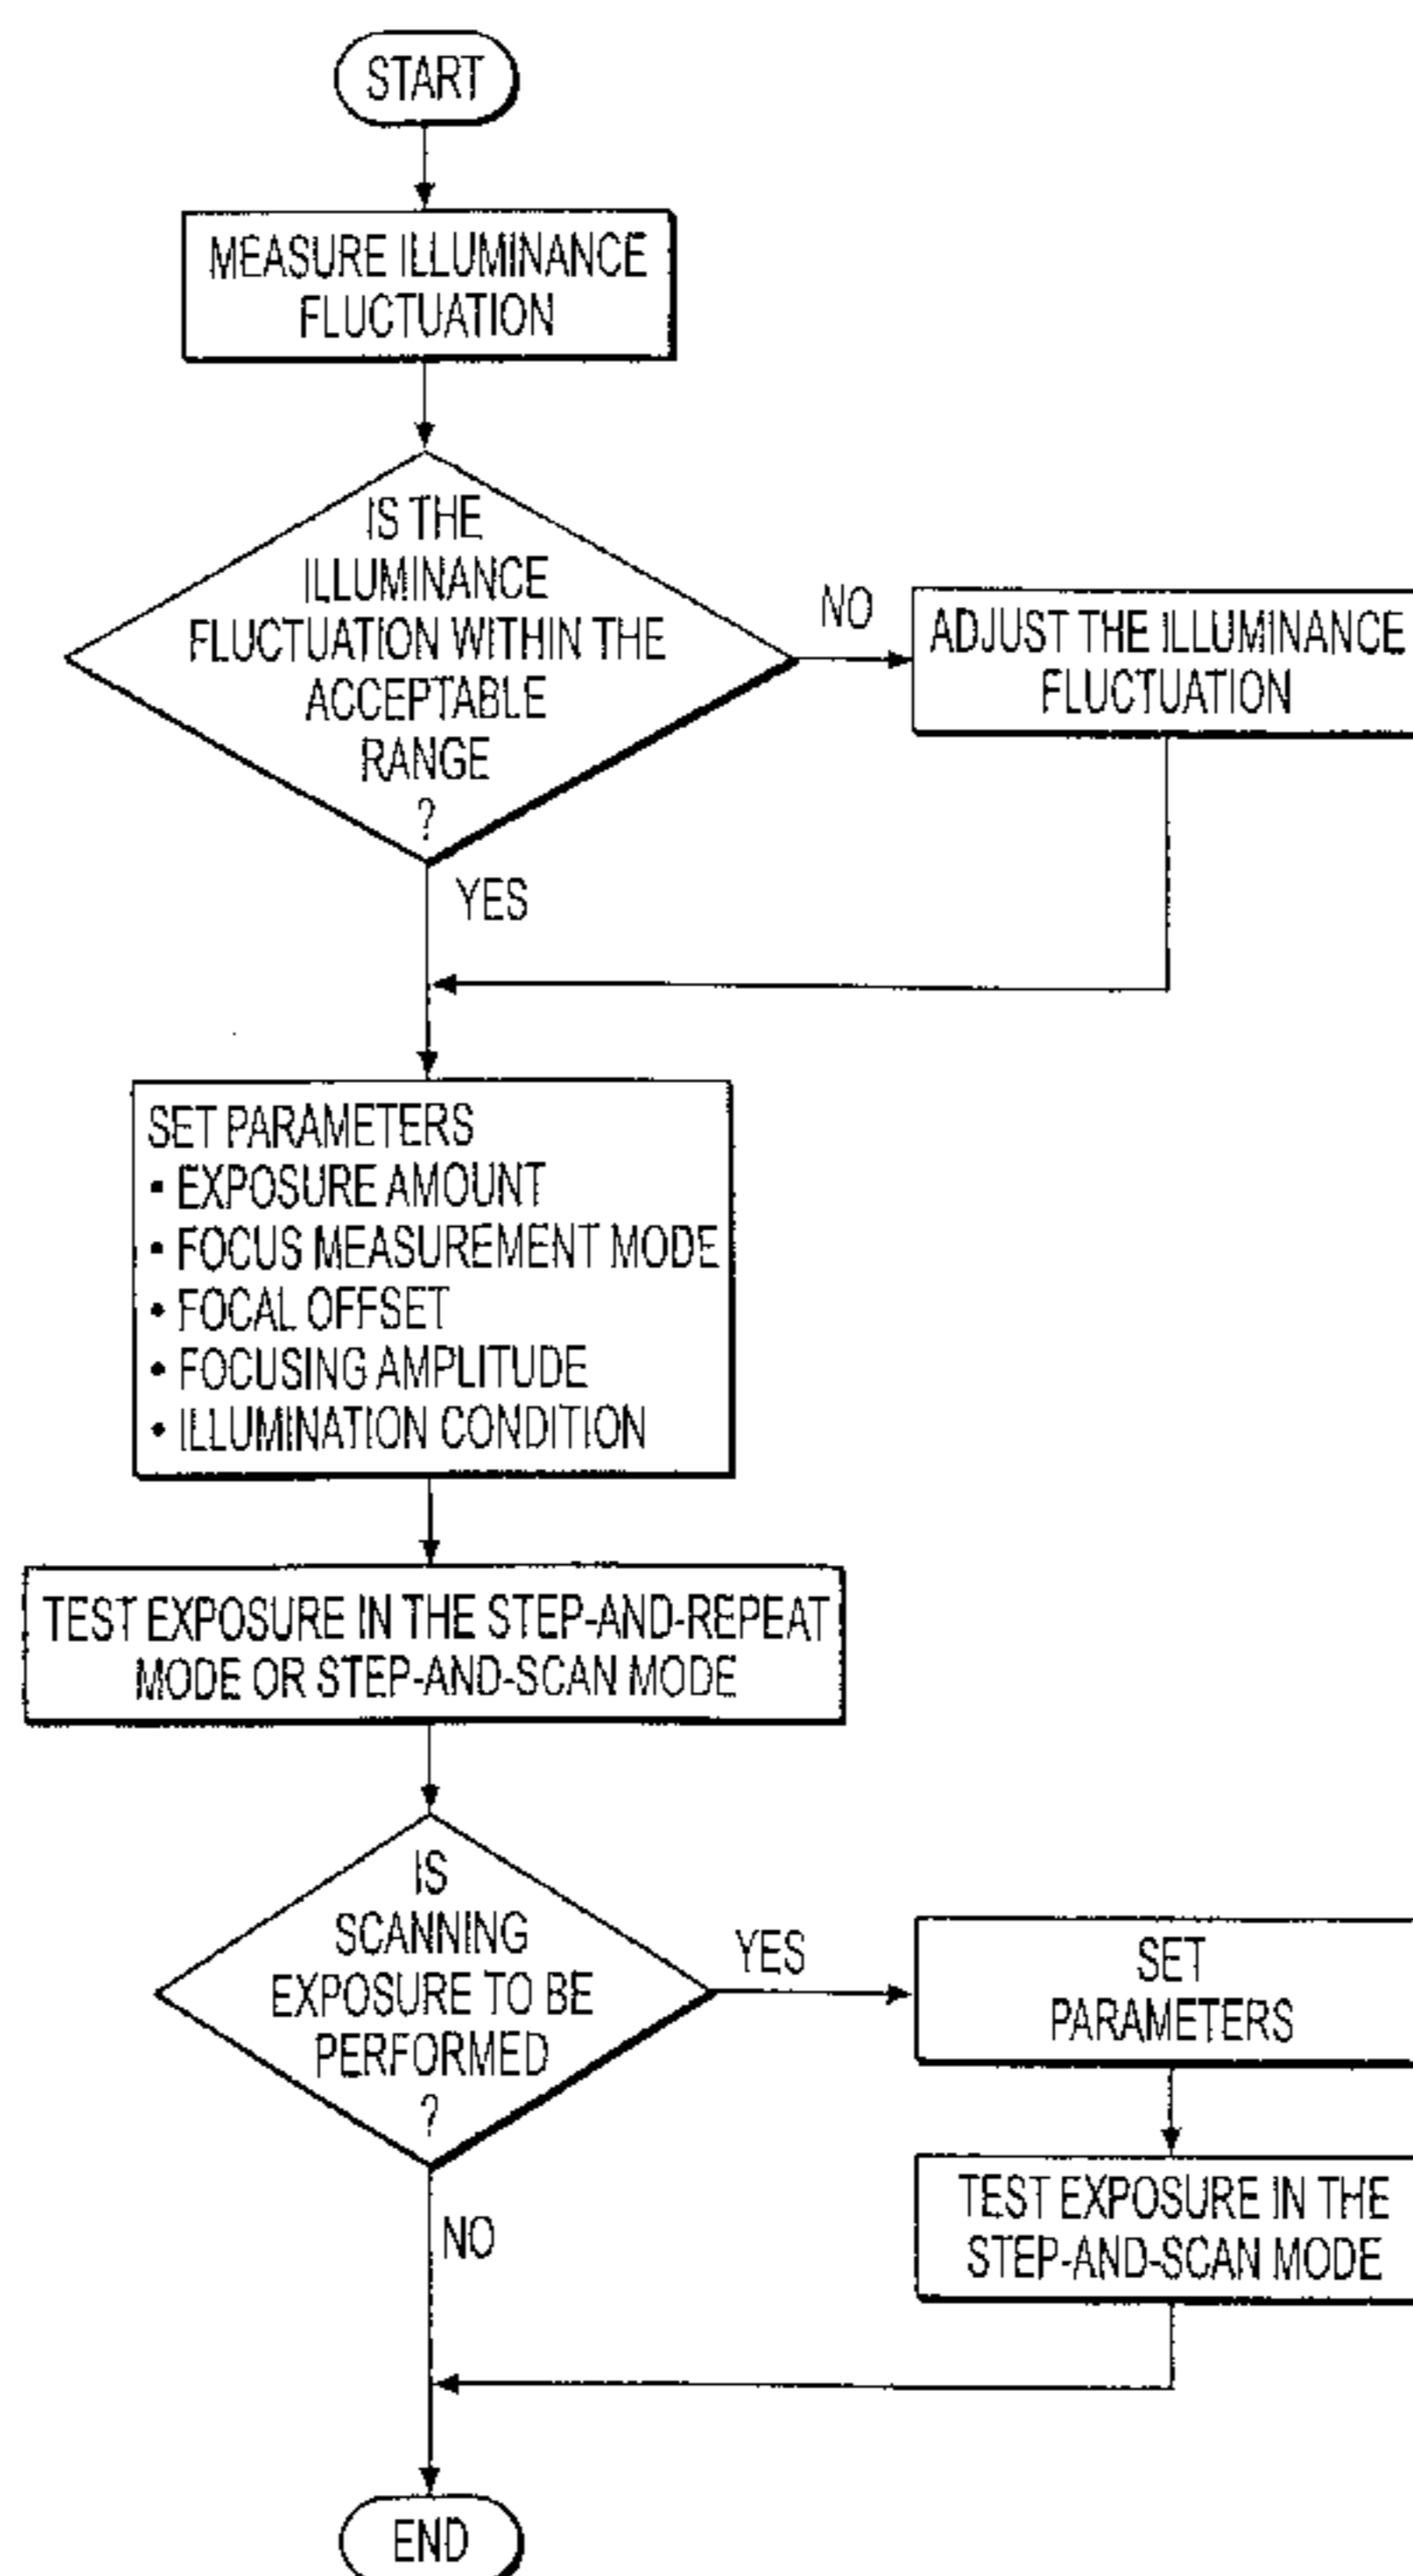 START
MEASURE ILLUMINANCE
FLUCTUATION
IS THE
ILLUMINANCE
FLUCTUATION WITHIN THE
ACCEPTABLE
RANGE
?
NO
ADJUST THE ILLUMINANCE
FLUCTUATION
YES
SET PARAMETERS
• EXPOSURE AMOUNT
• FOCUS MEASUREMENT MODE
• FOCAL OFFSET
• FOCUSING AMPLITUDE
• ILLUMINATION CONDITION
TEST EXPOSURE IN THE STEP-AND-REPEAT
MODE OR STEP-AND-SCAN MODE
IS
SCANNING
EXPOSURE TO BE
PERFORMED
?
YES
SET
PARAMETERS
TEST EXPOSURE IN THE
STEP-AND-SCAN MODE
NO
END